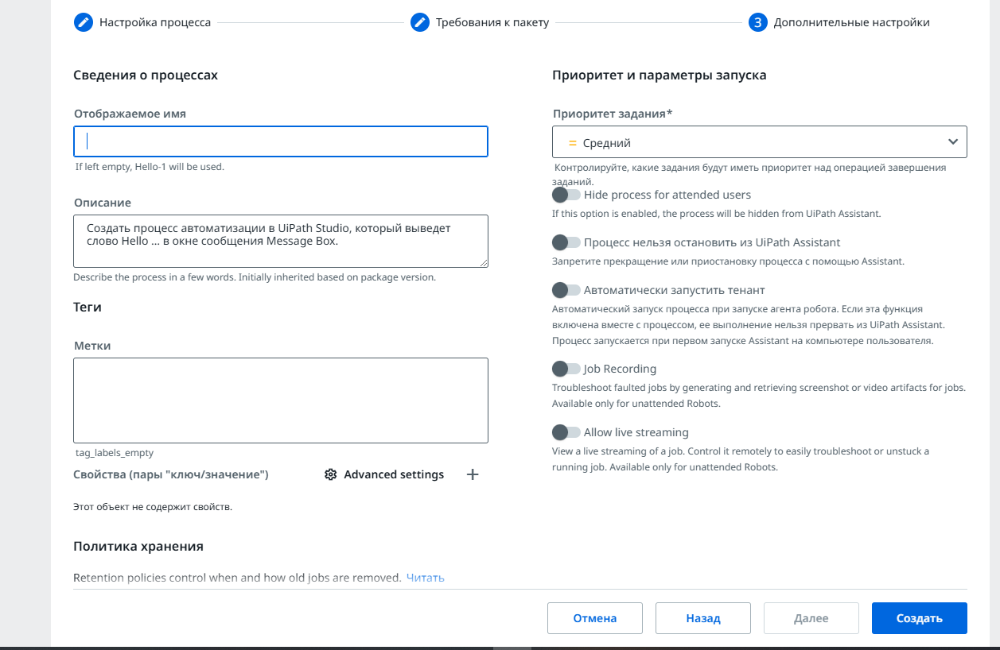 Настройка процесса
Требования к пакету
3 Дополнительные настройки
Сведения о процессах
Отображаемое имя
If left empty, Hello-1 will be used.
Описание
Создать процесс автоматизации в UiPath Studio, который выведет
слово Hello ... в окне сообщения Message Box.
Describe the process in a few words. Initially inherited based on package version.
Теги
Метки
tag_labels_empty
Свойства (пары "ключ/значение")
Advanced settings
Этот объект не содержит свойств.
Политика хранения
Retention policies control when and how old jobs are removed. Читать
Приоритет и параметры запуска
Приоритет задания*
= Средний
Контролируйте, какие задания будут иметь приоритет над операцией завершения
заданий.
Hide process for attended users
If this option is enabled, the process will be hidden from UiPath Assistant.
Процесс нельзя остановить из UiPath Assistant
Запретите прекращение или приостановку процесса с помощью Assistant.
Автоматически запустить тенант
Автоматический запуск процесса при запуске агента робота. Если эта функция
включена вместе с процессом, ее выполнение нельзя прервать из UiPath Assistant.
Процесс запускается при первом запуске Assistant на компьютере пользователя.
Job Recording
Troubleshoot faulted jobs by generating and retrieving screenshot or video artifacts for jobs.
Available only for unattended Robots.
Allow live streaming
View a live streaming of a job. Control it remotely to easily troubleshoot or unstuck a
running job. Available only for unattended Robots.
Отмена
Назад
Далее
Создать